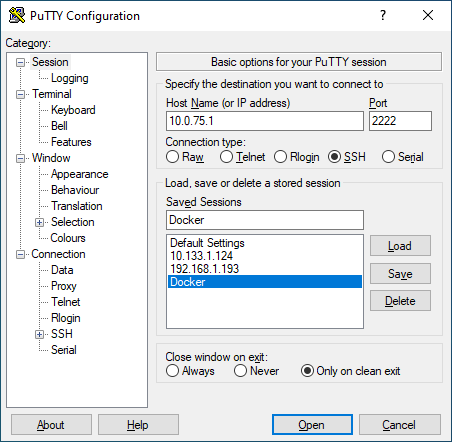 PuTTY Configuration
Category:
Session
Logging
Terminal
Keyboard
Bell
Features
Window
Appearance
Behaviour
Translation
Selection
Colours
Connection
Data
Proxy
Telnet
Rlogin
SSH
Serial
Basic options for your PuTTY session
Specify the destination you want to connect to
Host Name (or IP address) Port
10.0.75.1 2222
Connection type:
Raw Telnet Rlogin SSH Serial
Load, save or delete a stored session
Saved Sessions
Docker
Default Settings
10.133.1.124
192.168.1.193
Docker
Load
Save
Delete
Close window on exit:
Always Never Only on clean exit
About Help Open Cancel